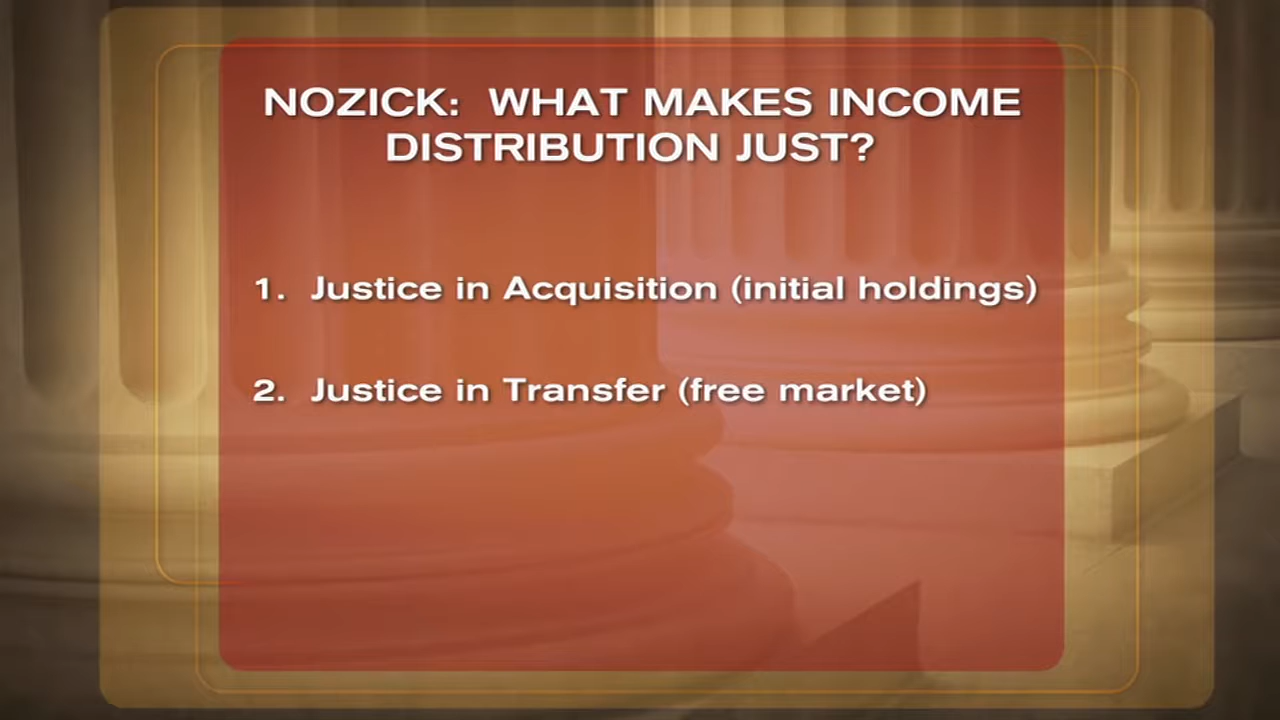 NOZICK: WHAT MAKES INCOME
DISTRIBUTION JUST?
1. Justice in Acquisition (initial holdings)
2. Justice in Transfer (free market)